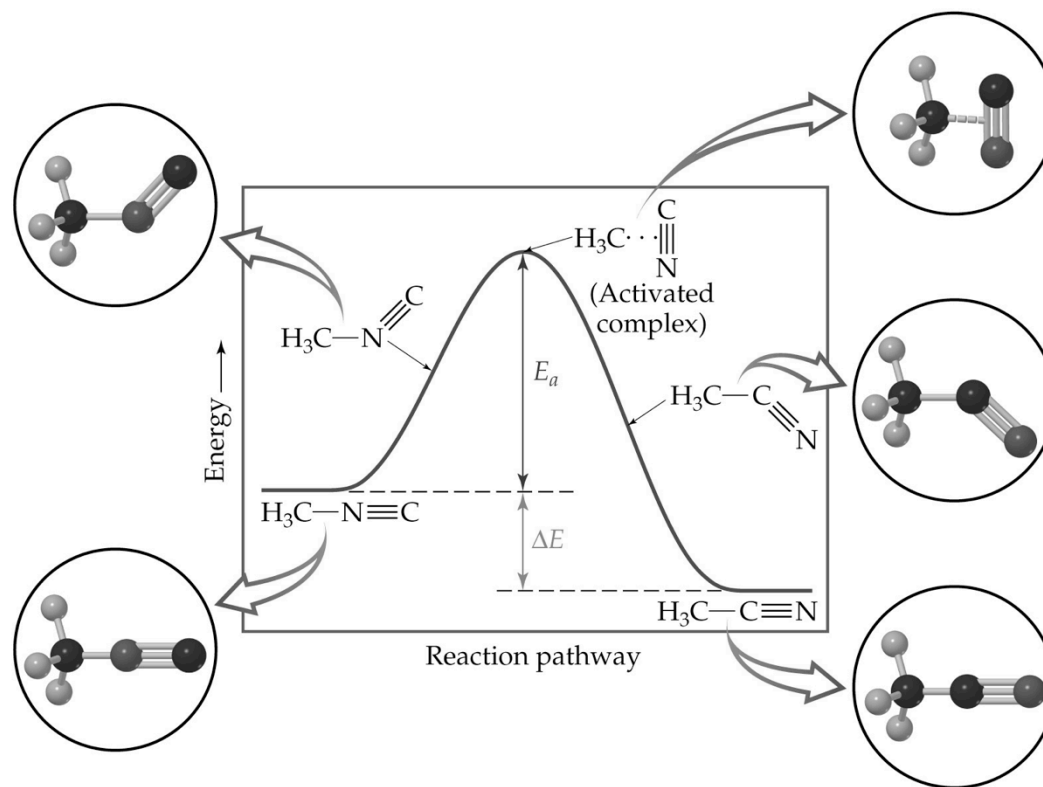 C
H₃C···|||
N
(Activated
complex)
C
H₃C—N
Eₐ
H₃C—C
N
Energy →
H₃C—N≡C
ΔE
H₃C—C≡N
Reaction pathway